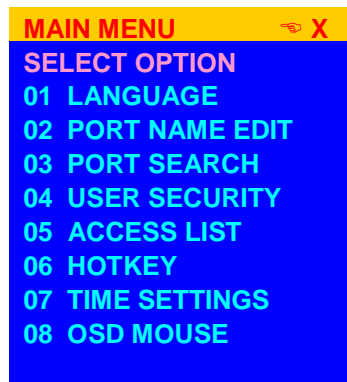 MAIN MENU ☜ X
SELECT OPTION
01 LANGUAGE
02 PORT NAME EDIT
03 PORT SEARCH
04 USER SECURITY
05 ACCESS LIST
06 HOTKEY
07 TIME SETTINGS
08 OSD MOUSE